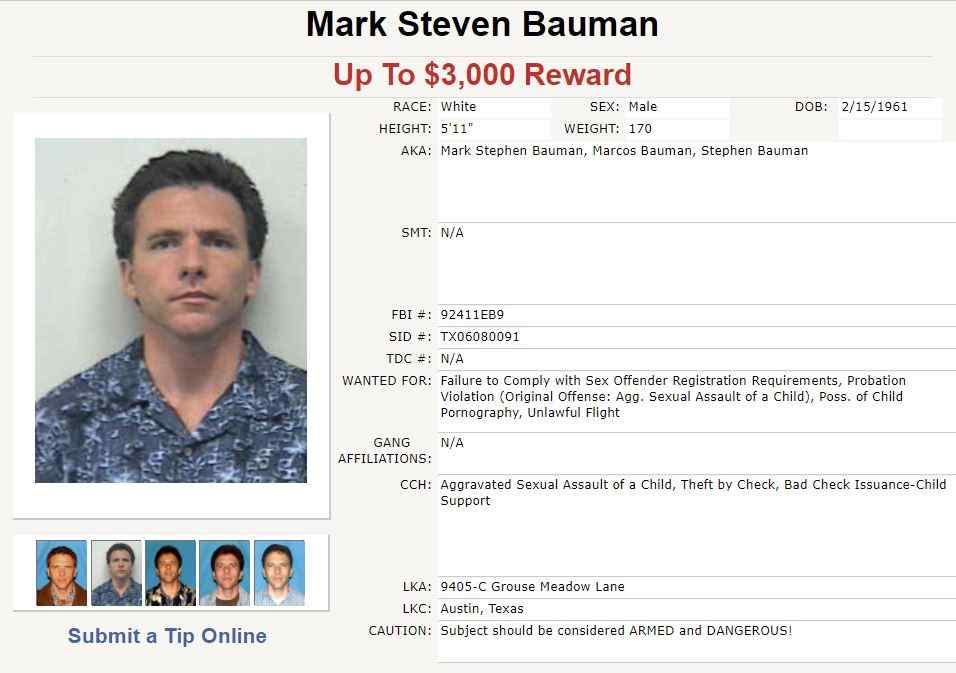 Mark Steven Bauman
Up To $3,000 Reward
RACE: White SEX: Male DOB: 2/15/1961
HEIGHT: 5'11" WEIGHT: 170
AKA: Mark Stephen Bauman, Marcos Bauman, Stephen Bauman
SMT: N/A
FBI #: 92411EB9
SID #: TX06080091
TDC #: N/A
WANTED FOR: Failure to Comply with Sex Offender Registration Requirements, Probation
Violation (Original Offense: Agg. Sexual Assault of a Child), Poss. of Child
Pornography, Unlawful Flight
GANG
AFFILIATIONS: N/A
CCH: Aggravated Sexual Assault of a Child, Theft by Check, Bad Check Issuance-Child
Support
LKA: 9405-C Grouse Meadow Lane
LKC: Austin, Texas
CAUTION: Subject should be considered ARMED and DANGEROUS!
Submit a Tip Online